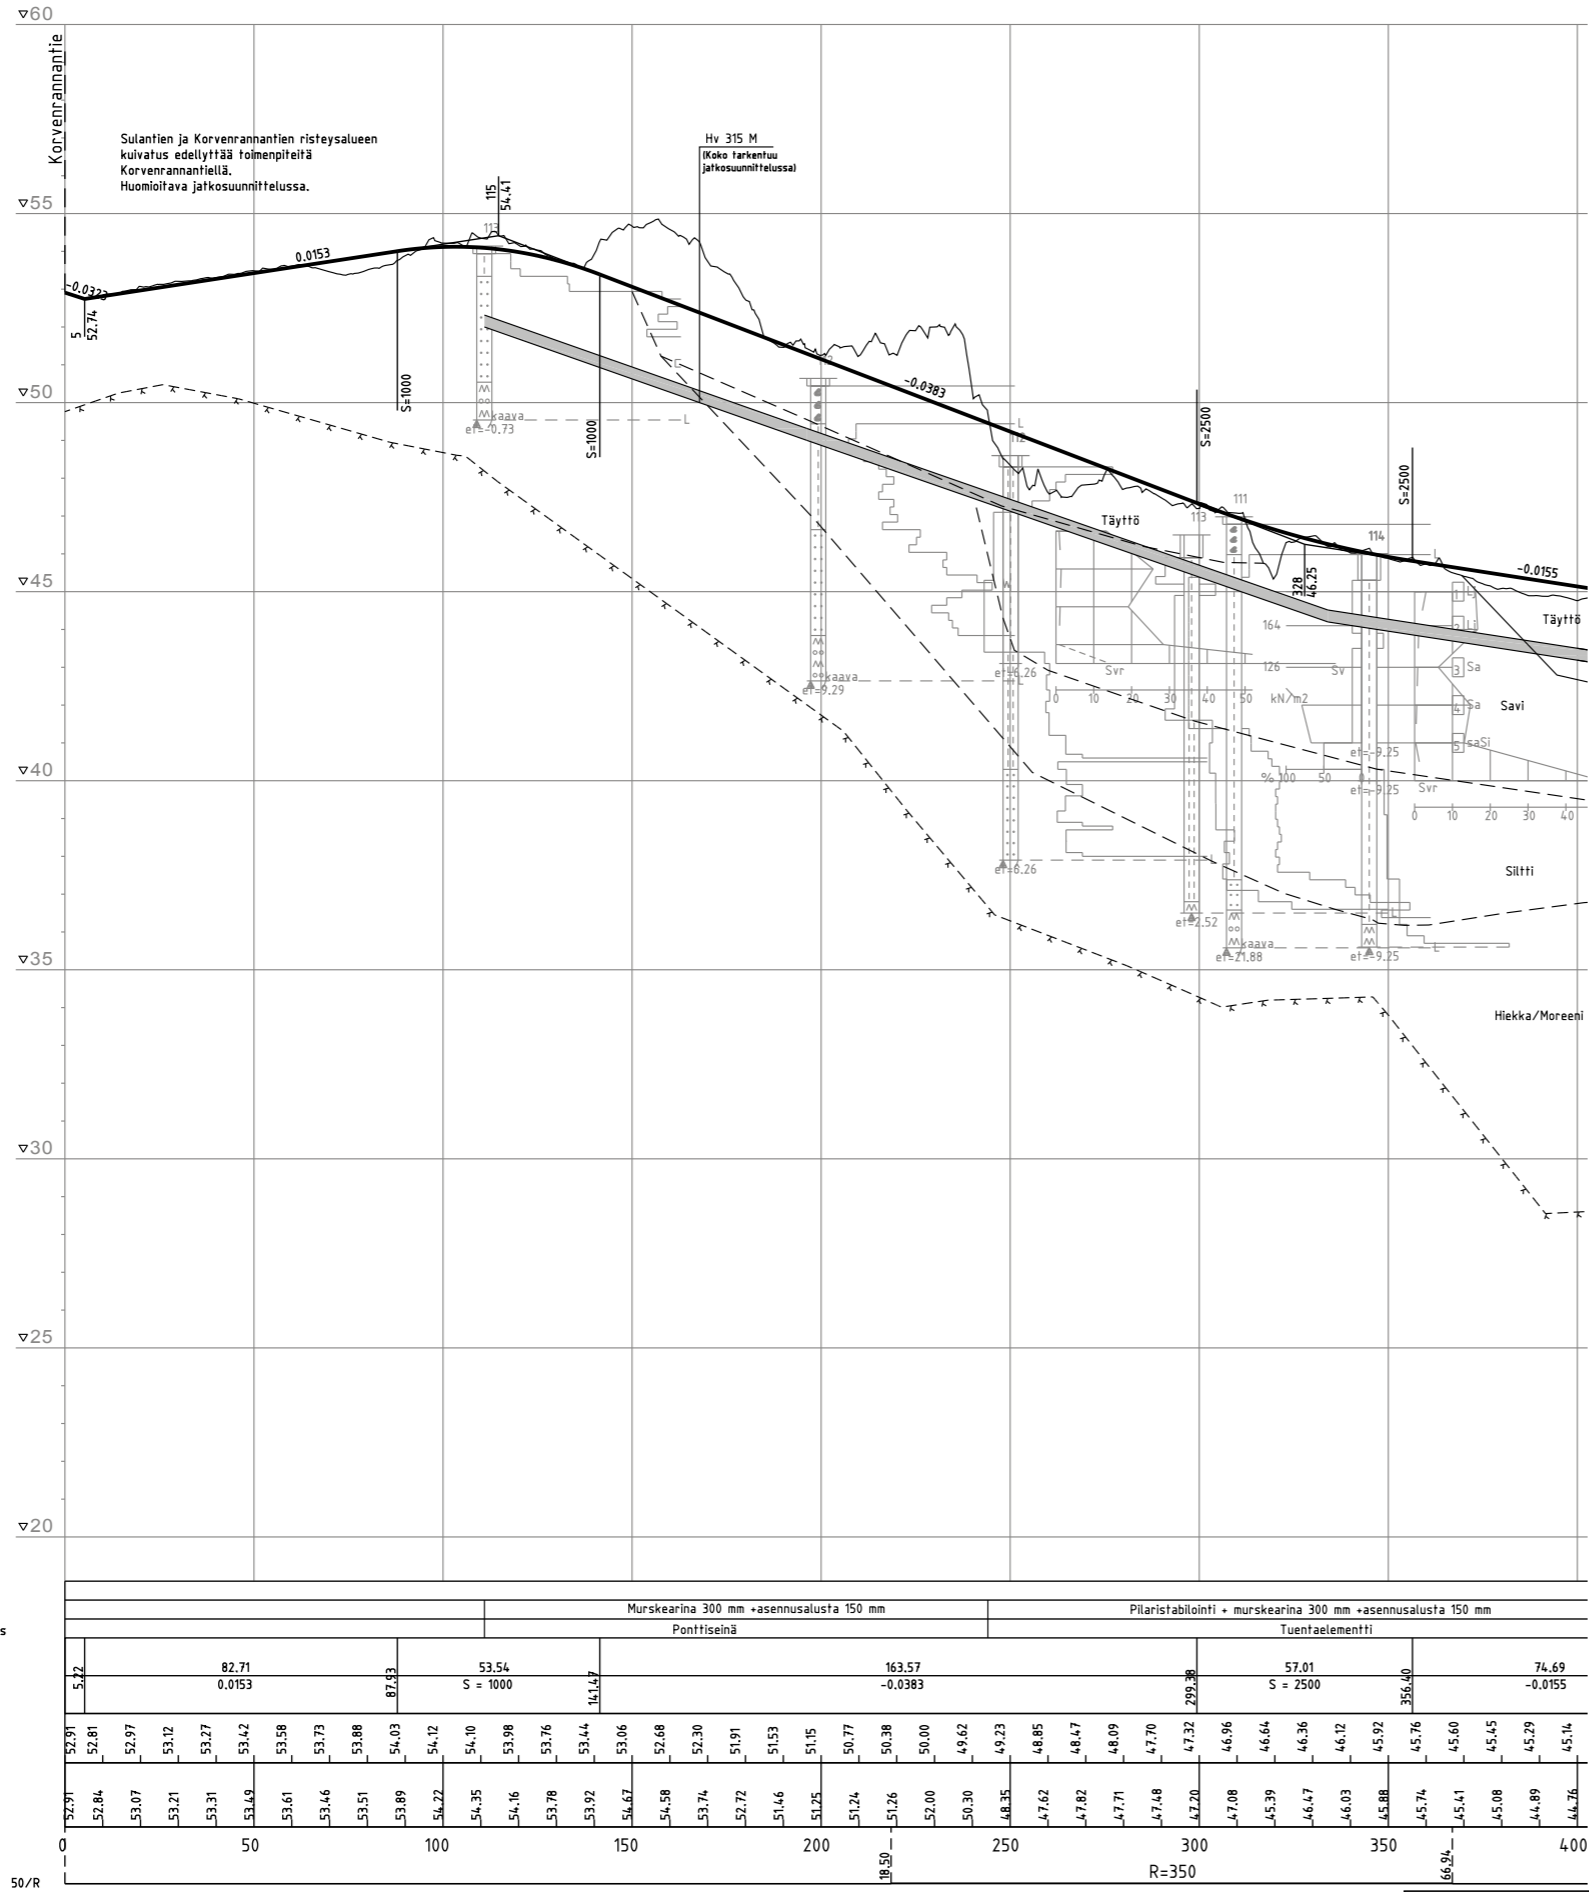 ▽60
Korvenrannantie
Sulantien ja Korvenrannantien risteysalueen
kuivatus edellyttää toimenpiteitä
Korvenrannantiellä.
Huomioitava jatkosuunnittelussa.
Hv 315 M
(Koko tarkentuu
jatkosuunnittelussa)
▽55
115
54.41
113
0.0153
-0.0323
5
52.74
S=1000
S=1000
▽50
kaava
et=-0.73
L
-0.0383
L
112
S=2500
S=2500
111
113
114
Täyttö
-0.0155
▽45
328
46.25
L
1 Lj
2 Lj
3 Sa
4 Sa
5 saSi
Täyttö
164
126
Sv
Svr
0 10 20 30 40 50 kN/m2
Savi
kaava
et=9.29
L
et=6.26
et=-9.25
▽40
% 100 50 0
et=-9.25
Svr
0 10 20 30 40
et=6.26
L
Siltti
et=2.52
L
kaava
et=21.88
et=-9.25
L
▽35
Hiekka/Moreeni
▽30
▽25
▽20
Murskearina 300 mm +asennusalusta 150 mm
Pilaristabilointi + murskearina 300 mm +asennusalusta 150 mm
s
Ponttiseinä
Tuentaelementti
5.22
82.71
0.0153
87.93
53.54
S = 1000
141.47
163.57
-0.0383
299.38
57.01
S = 2500
356.40
74.69
-0.0155
52.91 52.81 52.97 53.12 53.27 53.42 53.58 53.73 53.88 54.03 54.12 54.10 53.98 53.76 53.44 53.06 52.68 52.30 51.91 51.53 51.15 50.77 50.38 50.00 49.62 49.23 48.85 48.47 48.09 47.70 47.32 46.96 46.64 46.36 46.12 45.92 45.76 45.60 45.45 45.29 45.14
52.91 52.84 53.07 53.21 53.31 53.49 53.61 53.46 53.51 53.89 54.22 54.35 54.16 53.78 53.92 54.67 54.58 53.74 52.72 51.46 51.25 51.24 51.26 52.00 50.30 48.35 47.62 47.82 47.71 47.48 47.20 47.08 45.39 46.47 46.03 45.88 45.74 45.41 45.08 44.89 44.76
0 50 100 150 200 250 300 350 400
18.50
R=350
66.94
50/R